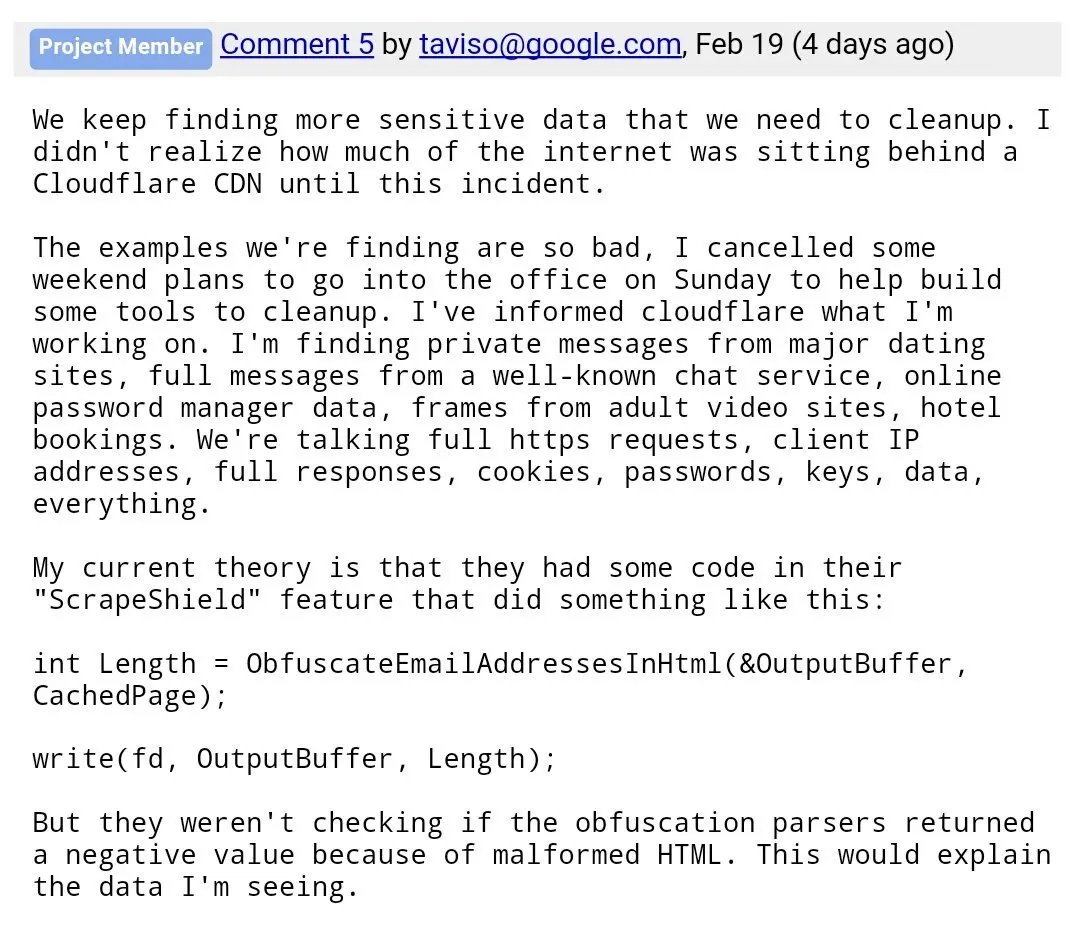 Project Member Comment 5 by taviso@google.com, Feb 19 (4 days ago)
We keep finding more sensitive data that we need to cleanup. I
didn't realize how much of the internet was sitting behind a
Cloudflare CDN until this incident.
The examples we're finding are so bad, I cancelled some
weekend plans to go into the office on Sunday to help build
some tools to cleanup. I've informed cloudflare what I'm
working on. I'm finding private messages from major dating
sites, full messages from a well-known chat service, online
password manager data, frames from adult video sites, hotel
bookings. We're talking full https requests, client IP
addresses, full responses, cookies, passwords, keys, data,
everything.
My current theory is that they had some code in their
"ScrapeShield" feature that did something like this:
int Length = ObfuscateEmailAddressesInHtml(&OutputBuffer,
CachedPage);
write(fd, OutputBuffer, Length);
But they weren't checking if the obfuscation parsers returned
a negative value because of malformed HTML. This would explain
the data I'm seeing.